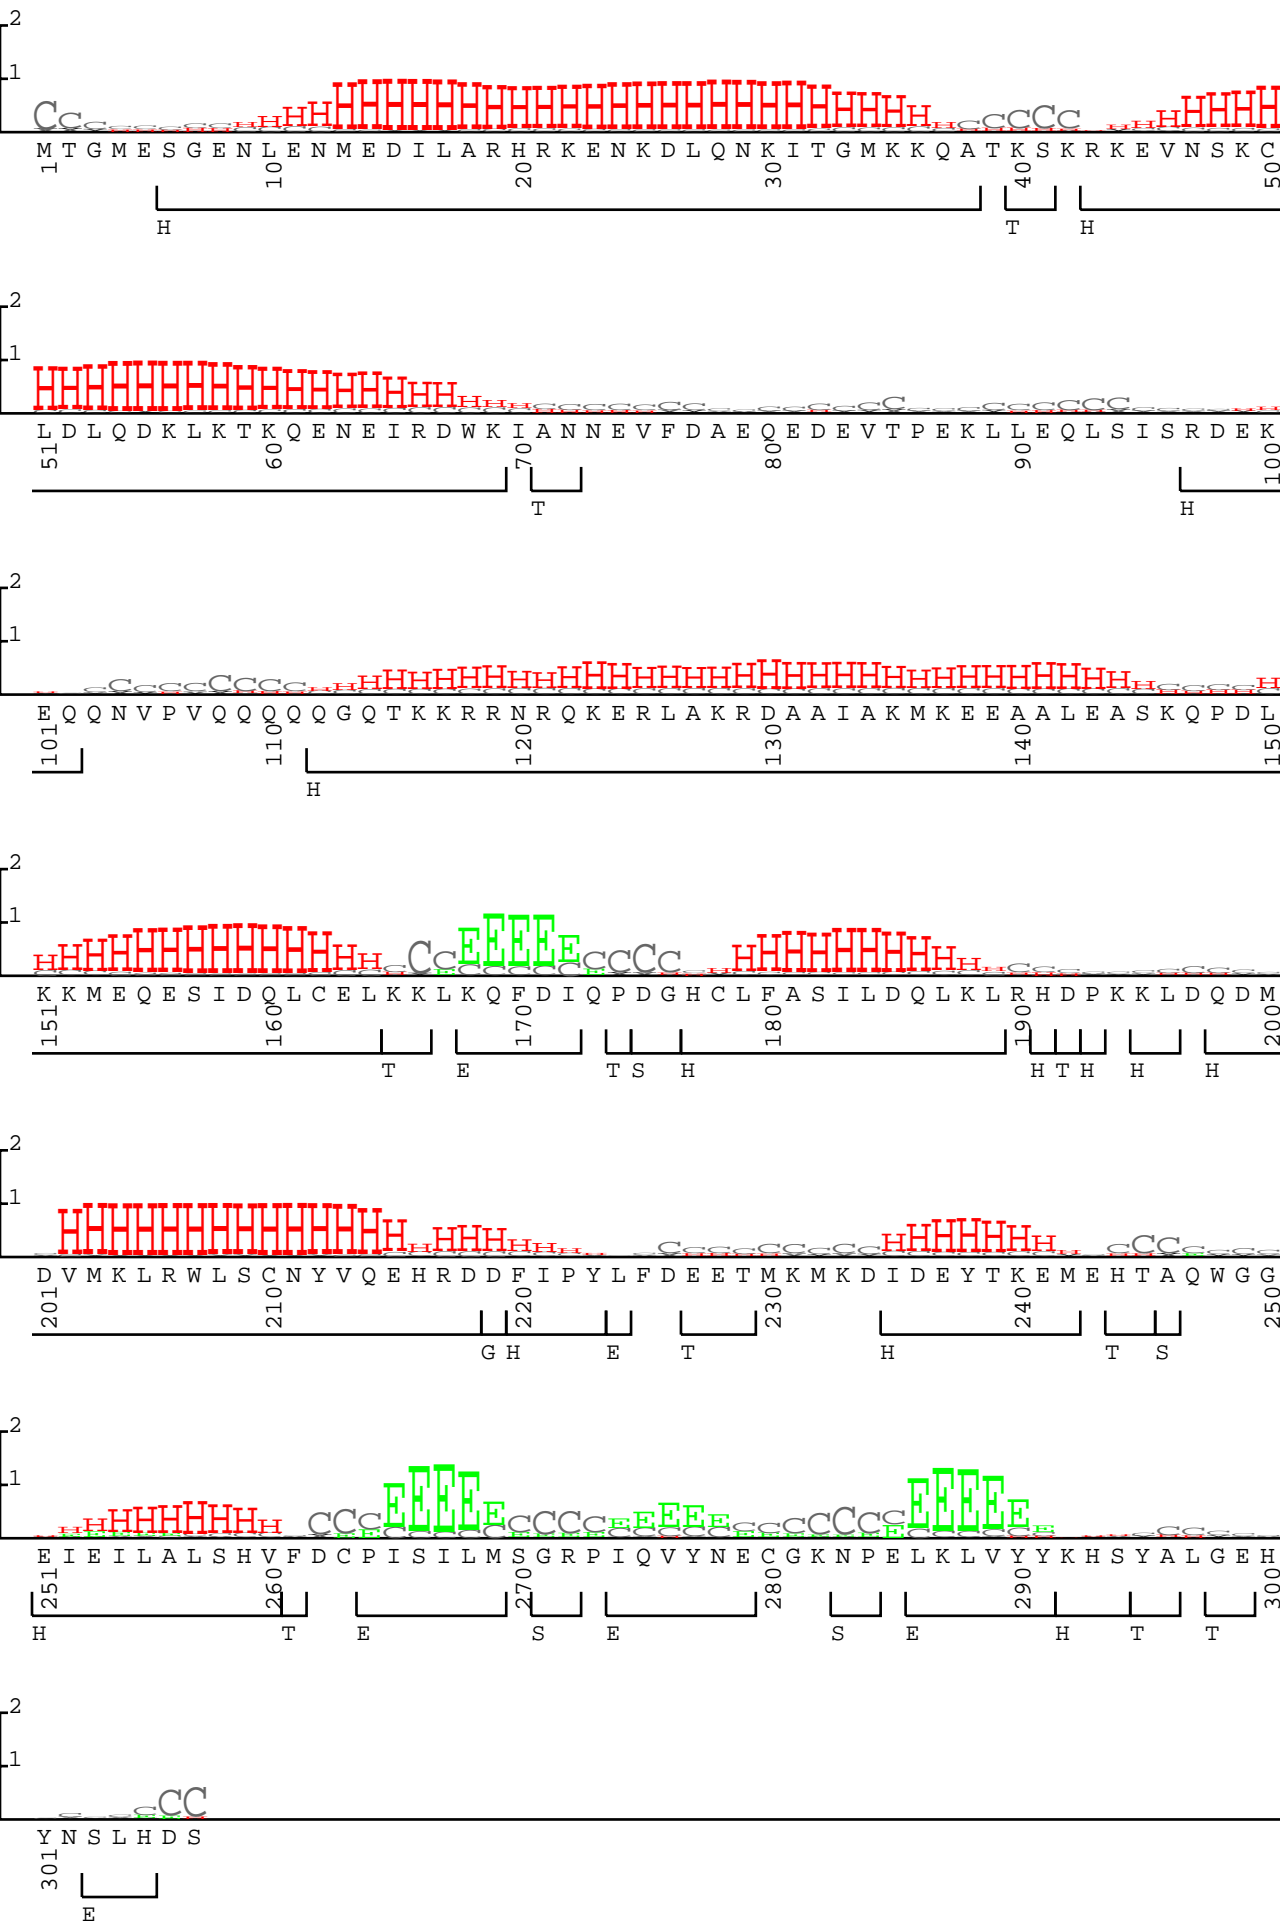 2
1
M T G M E S G E N L E N M E D I L A R H R K E N K D L Q N K I T G M K K Q A T K S K R K E V N S K C
1 10 20 30 40 50
H T H
2
1
L D L Q D K L K T K Q E N E I R D W K I A N N E V F D A E Q E D E V T P E K L L E Q L S I S R D E K
51 60 70 80 90 100
T H
2
1
E Q Q N V P V Q Q Q Q Q G Q T K K R R N R Q K E R L A K R D A A I A K M K E E A A L E A S K Q P D L
101 110 120 130 140 150
H
2
1
K K M E Q E S I D Q L C E L K K L K Q F D I Q P D G H C L F A S I L D Q L K L R H D P K K L D Q D M
151 160 170 180 190 200
T E T S H H T H H H
2
1
D V M K L R W L S C N Y V Q E H R D D F I P Y L F D E E T M K M K D I D E Y T K E M E H T A Q W G G
201 210 220 230 240 250
G H E T H T S
2
1
E I E I L A L S H V F D C P I S I L M S G R P I Q V Y N E C G K N P E L K L V Y Y K H S Y A L G E H
251 260 270 280 290 300
H T E S E S E H T T
2
1
Y N S L H D S
301
E